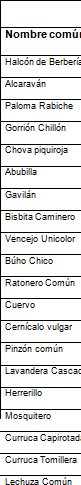 Nombre común
Halcón de Berbería
Alcaraván
Paloma Rabiche
Gorrión Chillón
Chova piquiroja
Abubilla
Gavilán
Bisbita Caminero
Vencejo Unicolor
Búho Chico
Ratonero Común
Cuervo
Cernícalo vulgar
Pinzón común
Lavandera Cascad
Herrerillo
Mosquitero
Curruca Capirotad
Curruca Tomillera
Lechuza Común